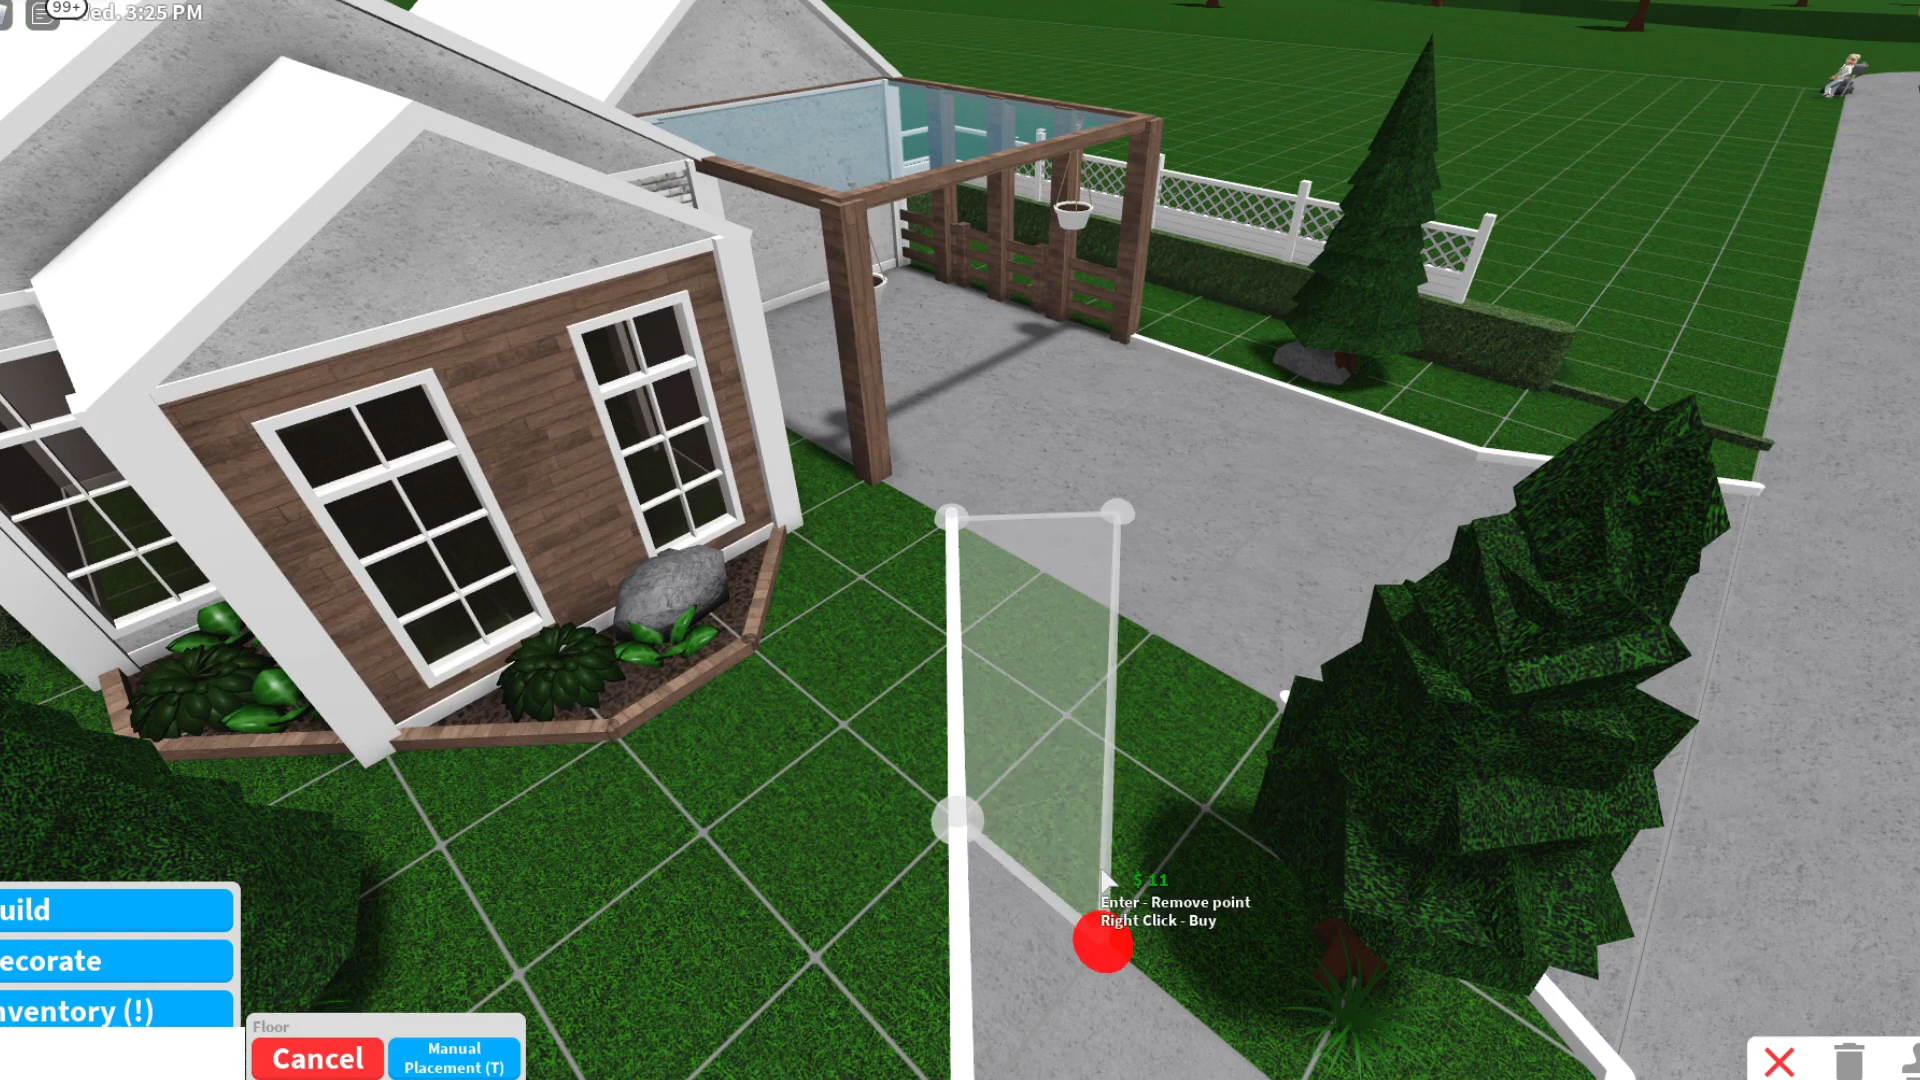 99+
ed. 3:25 PM
$ 11
Enter - Remove point
Right Click - Buy
uild
ecorate
nventory (!)
Floor
Cancel
Manual
Placement (T)